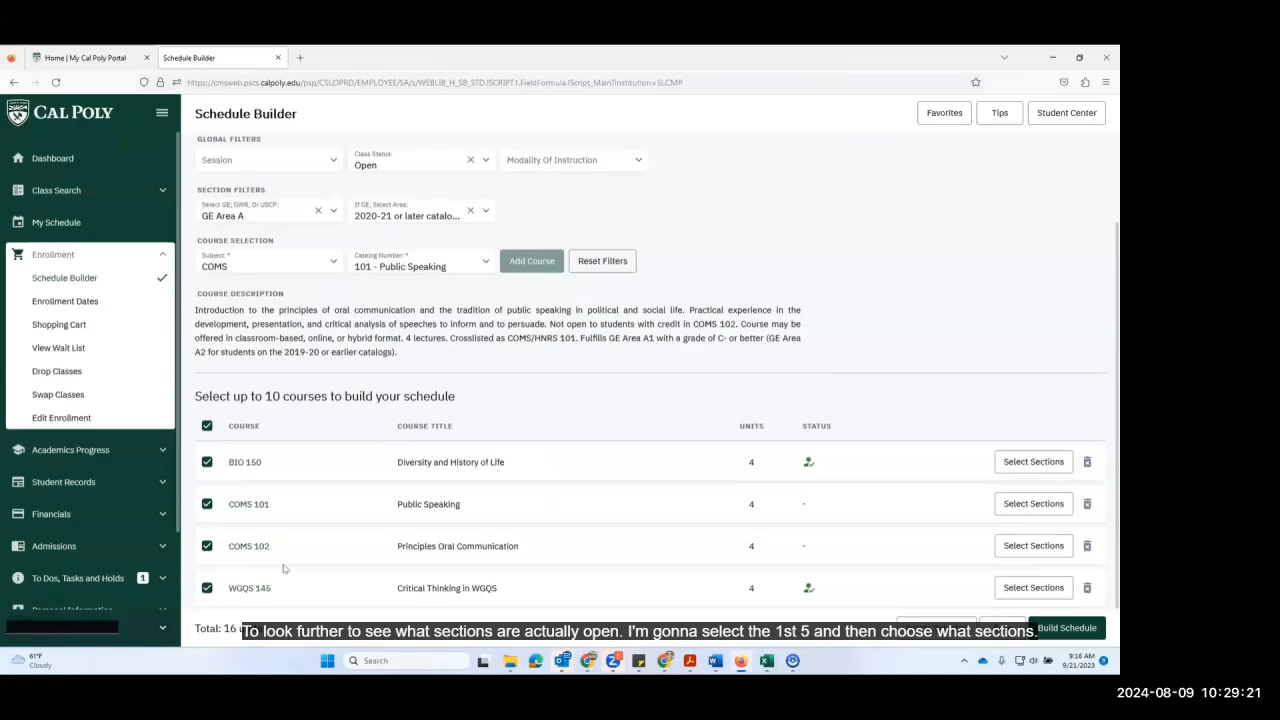 Home | My Cal Poly Portal
Schedule Builder
https://cmsweb.pscs.calpoly.edu/psp/CSLOPRD/EMPLOYEE/SA/s/WEBLIB_H_SB_STD.ISCRIPT1.FieldFormula.IScript_Main?institution=SLCMP
CAL POLY
Schedule Builder
Favorites
Tips
Student Center
Dashboard
Class Search
My Schedule
Enrollment
Schedule Builder
Enrollment Dates
Shopping Cart
View Wait List
Drop Classes
Swap Classes
Edit Enrollment
Academics Progress
Student Records
Financials
Admissions
To Dos, Tasks and Holds 1
GLOBAL FILTERS
Session
Class Status:
Open
Modality Of Instruction
SECTION FILTERS
Select GE, GWR, Or USCP:
GE Area A
If GE, Select Area:
2020-21 or later catalo...
COURSE SELECTION
Subject: *
COMS
Catalog Number: *
101 - Public Speaking
Add Course
Reset Filters
COURSE DESCRIPTION
Introduction to the principles of oral communication and the tradition of public speaking in political and social life. Practical experience in the
development, presentation, and critical analysis of speeches to inform and to persuade. Not open to students with credit in COMS 102. Course may be
offered in classroom-based, online, or hybrid format. 4 lectures. Crosslisted as COMS/HNRS 101. Fulfills GE Area A1 with a grade of C- or better (GE Area
A2 for students on the 2019-20 or earlier catalogs).
Select up to 10 courses to build your schedule
COURSE COURSE TITLE UNITS STATUS
BIO 150 Diversity and History of Life 4 Select Sections
COMS 101 Public Speaking 4 - Select Sections
COMS 102 Principles Oral Communication 4 - Select Sections
WGQS 145 Critical Thinking in WGQS 4 Select Sections
Total: 16
Build Schedule
To look further to see what sections are actually open. I'm gonna select the 1st 5 and then choose what sections.
61°F
Cloudy
Search
9:16 AM
9/21/2023
2024-08-09 10:29:21